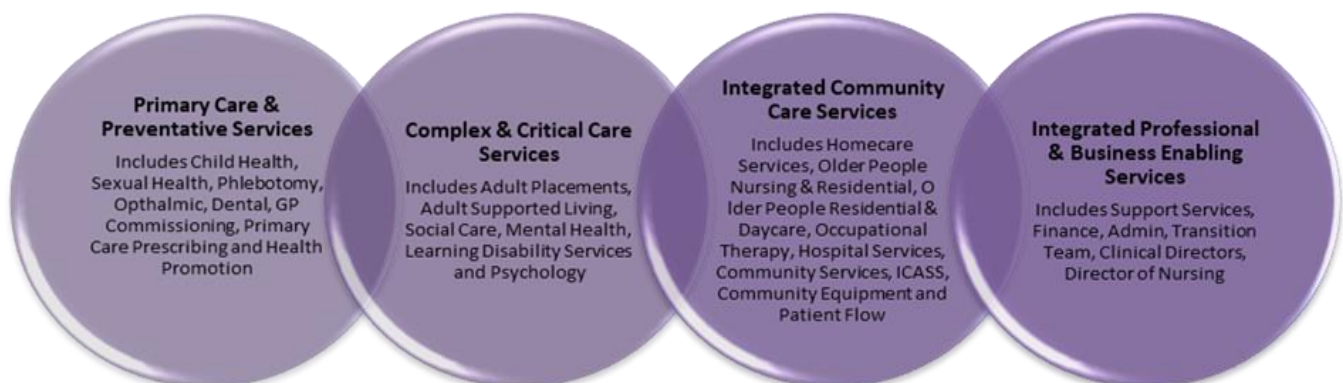 Primary Care &
Preventative Services
Includes Child Health,
Sexual Health, Phlebotomy,
Opthalmic, Dental, GP
Commissioning, Primary
Care Prescribing and Health
Promotion
Complex & Critical Care
Services
Includes Adult Placements,
Adult Supported Living,
Social Care, Mental Health,
Learning Disability Services
and Psychology
Integrated Community
Care Services
Includes Homecare
Services, Older People
Nursing & Residential, O
lder People Residential &
Daycare, Occupational
Therapy, Hospital Services,
Community Services, ICASS,
Community Equipment and
Patient Flow
Integrated Professional
& Business Enabling
Services
Includes Support Services,
Finance, Admin, Transition
Team, Clinical Directors,
Director of Nursing